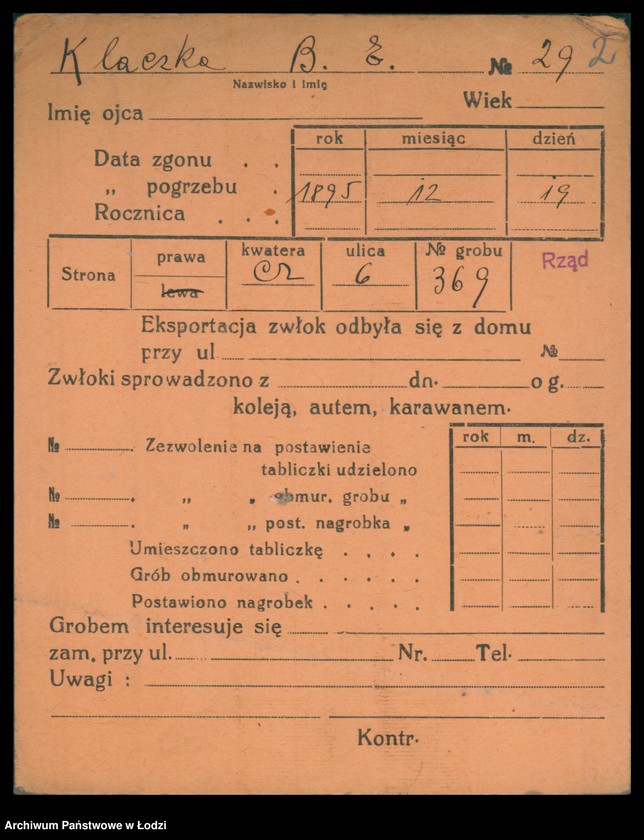 Klaczka B. E. № 292
Nazwisko i imię
Imię ojca Wiek
rok miesiąc dzień
Data zgonu . .
„ pogrzebu . 1895 12 19
Rocznica . . .
Strona prawa lewa kwatera CR ulica 6 № grobu 369 Rząd
Eksportacja zwłok odbyła się z domu
przy ul №
Zwłoki sprowadzono z dn. o g.
koleją, autem, karawanem.
rok m. dz.
№ . Zezwolenie na postawienie
tabliczki udzielono
№ . „ „ obmur. grobu „
№ . „ „ post. nagrobka „
Umieszczono tabliczkę . . . .
Grób obmurowano . . . . .
Postawiono nagrobek . . . .
Grobem interesuje się
zam. przy ul. Nr. Tel.
Uwagi :
Kontr.
Archiwum Państwowe w Łodzi